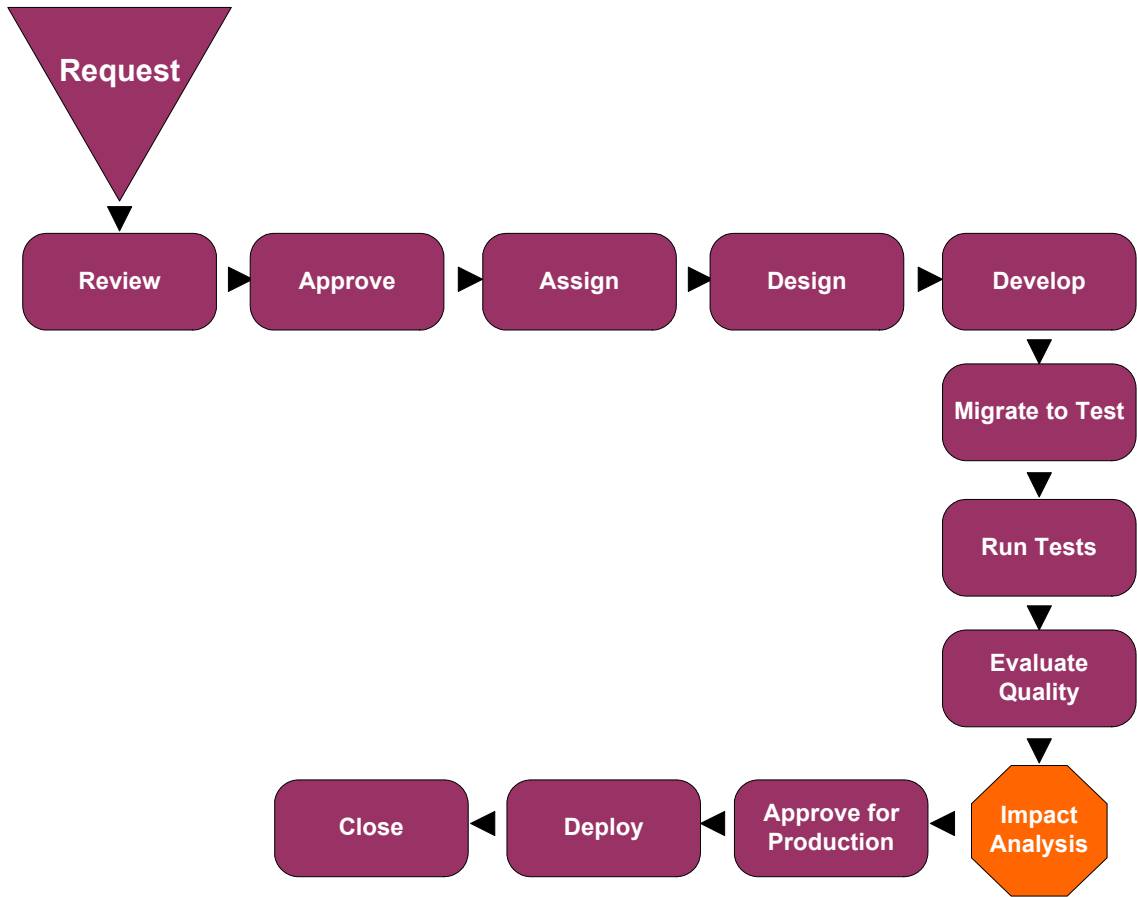 Request
Review
Approve
Assign
Design
Develop
Migrate to Test
Run Tests
Evaluate
Quality
Impact
Analysis
Approve for
Production
Deploy
Close